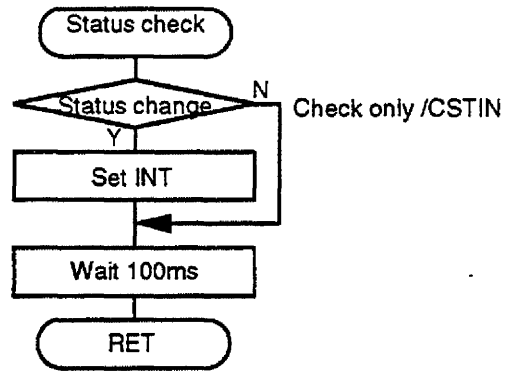 Status check
Status change
N
Check only /CSTIN
Y
Set INT
Wait 100ms
RET